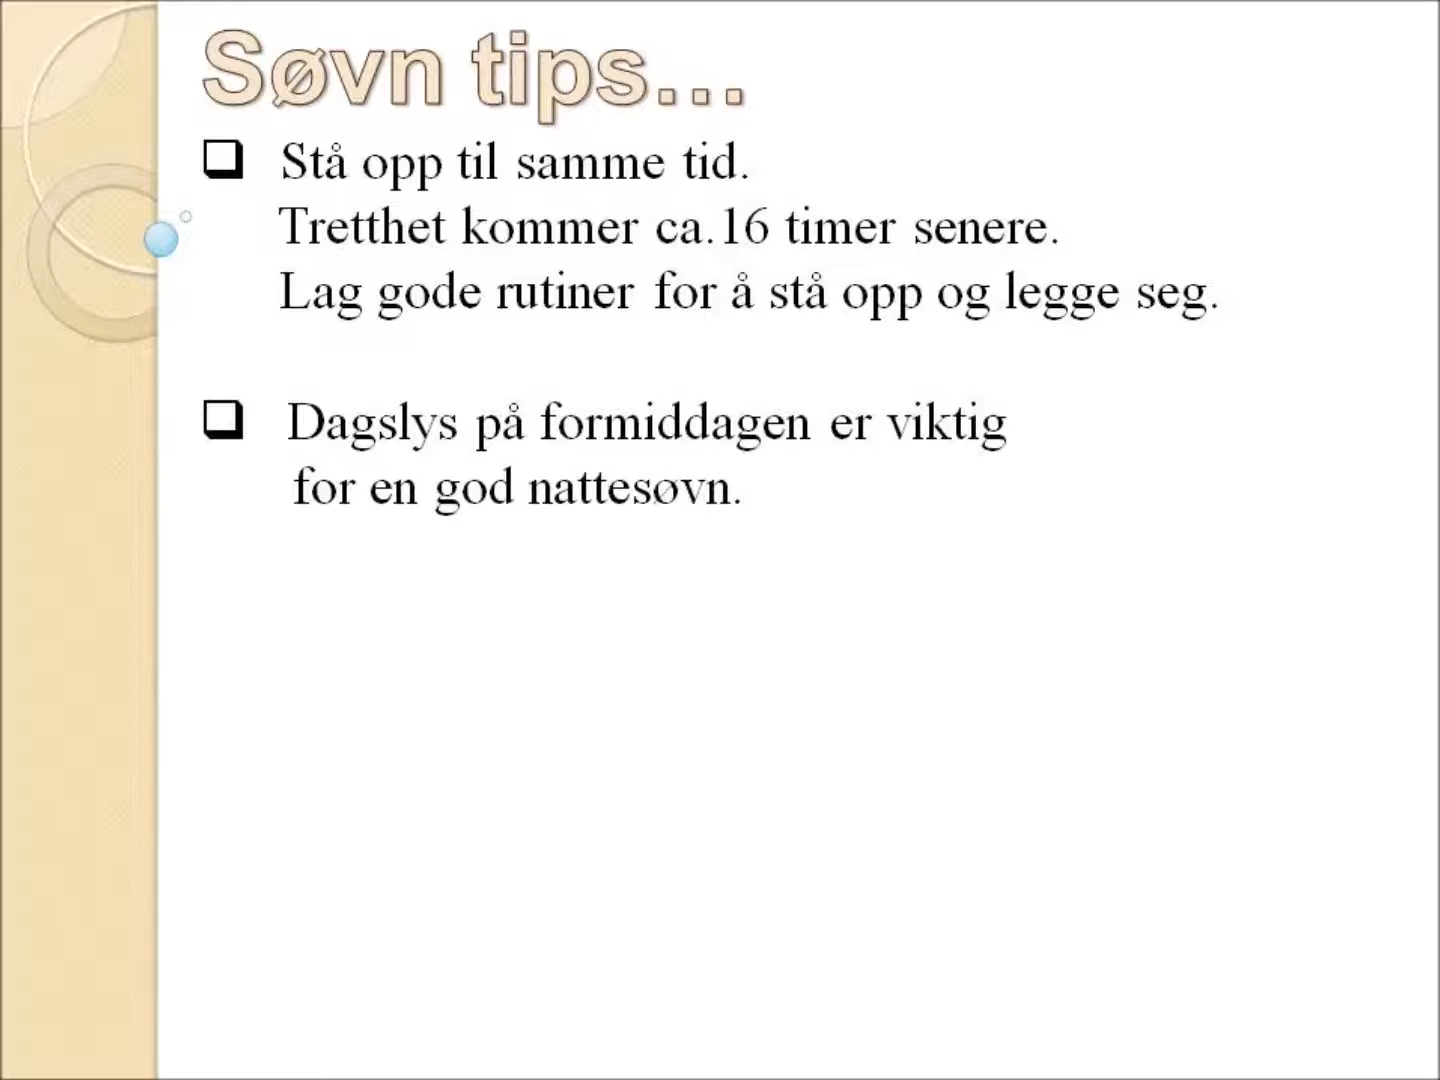 Søvn tips...
Stå opp til samme tid.
Tretthet kommer ca.16 timer senere.
Lag gode rutiner for å stå opp og legge seg.
Dagslys på formiddagen er viktig
for en god nattesøvn.